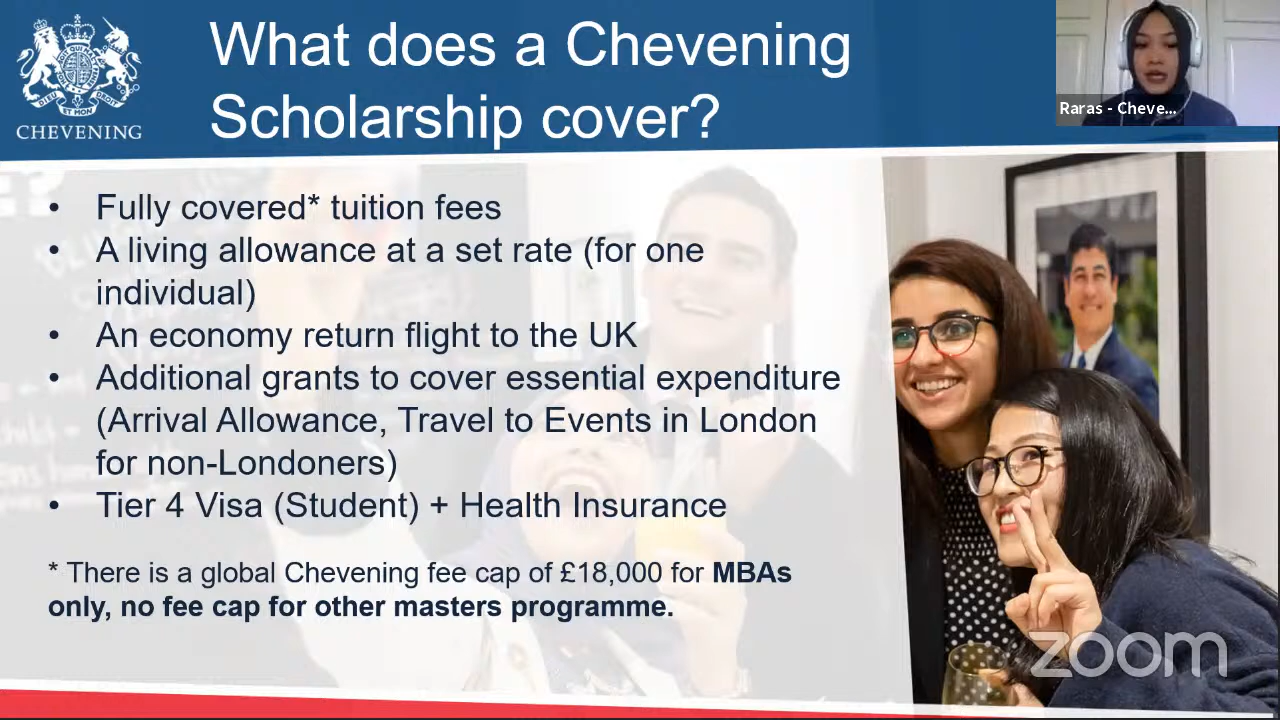 What does a Chevening
Scholarship cover?
CHEVENING
Raras - Cheve...
• Fully covered* tuition fees
• A living allowance at a set rate (for one
individual)
• An economy return flight to the UK
• Additional grants to cover essential expenditure
(Arrival Allowance, Travel to Events in London
for non-Londoners)
• Tier 4 Visa (Student) + Health Insurance
* There is a global Chevening fee cap of £18,000 for MBAs
only, no fee cap for other masters programme.
zoom